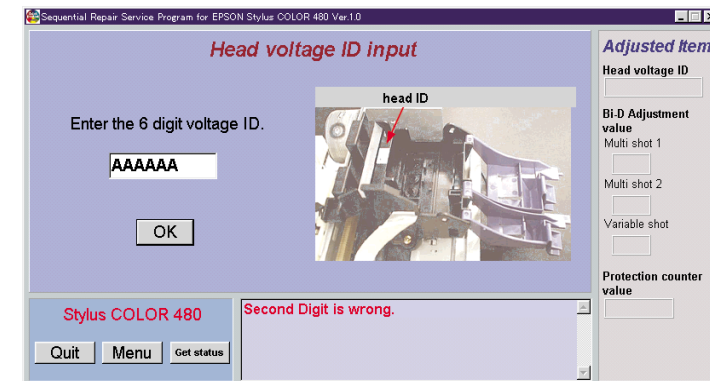 Sequential Repair Service Program for EPSON Stylus COLOR 480 Ver.1.0
Head voltage ID input
Enter the 6 digit voltage ID.
AAAAAA
OK
head ID
Stylus COLOR 480
Quit
Menu
Get status
Second Digit is wrong.
Adjusted Item
Head voltage ID
Bi-D Adjustment
value
Multi shot 1
Multi shot 2
Variable shot
Protection counter
value